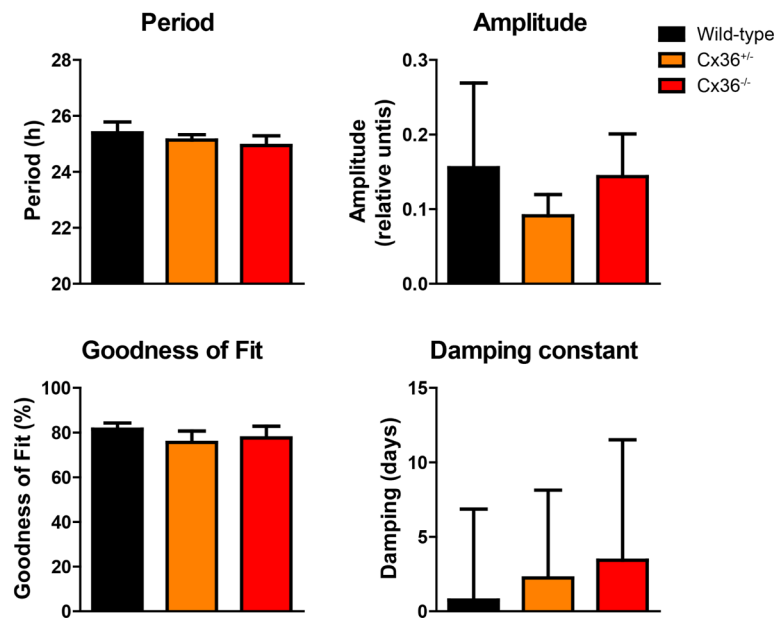 Period
Period (h)
28
26
24
22
20
Amplitude
Amplitude
(relative untis)
0.3
0.2
0.1
0.0
Wild-type
Cx36+/-
Cx36-/-
Goodness of Fit
Goodness of Fit (%)
100
80
60
40
20
0
Damping constant
Damping (days)
15
10
5
0